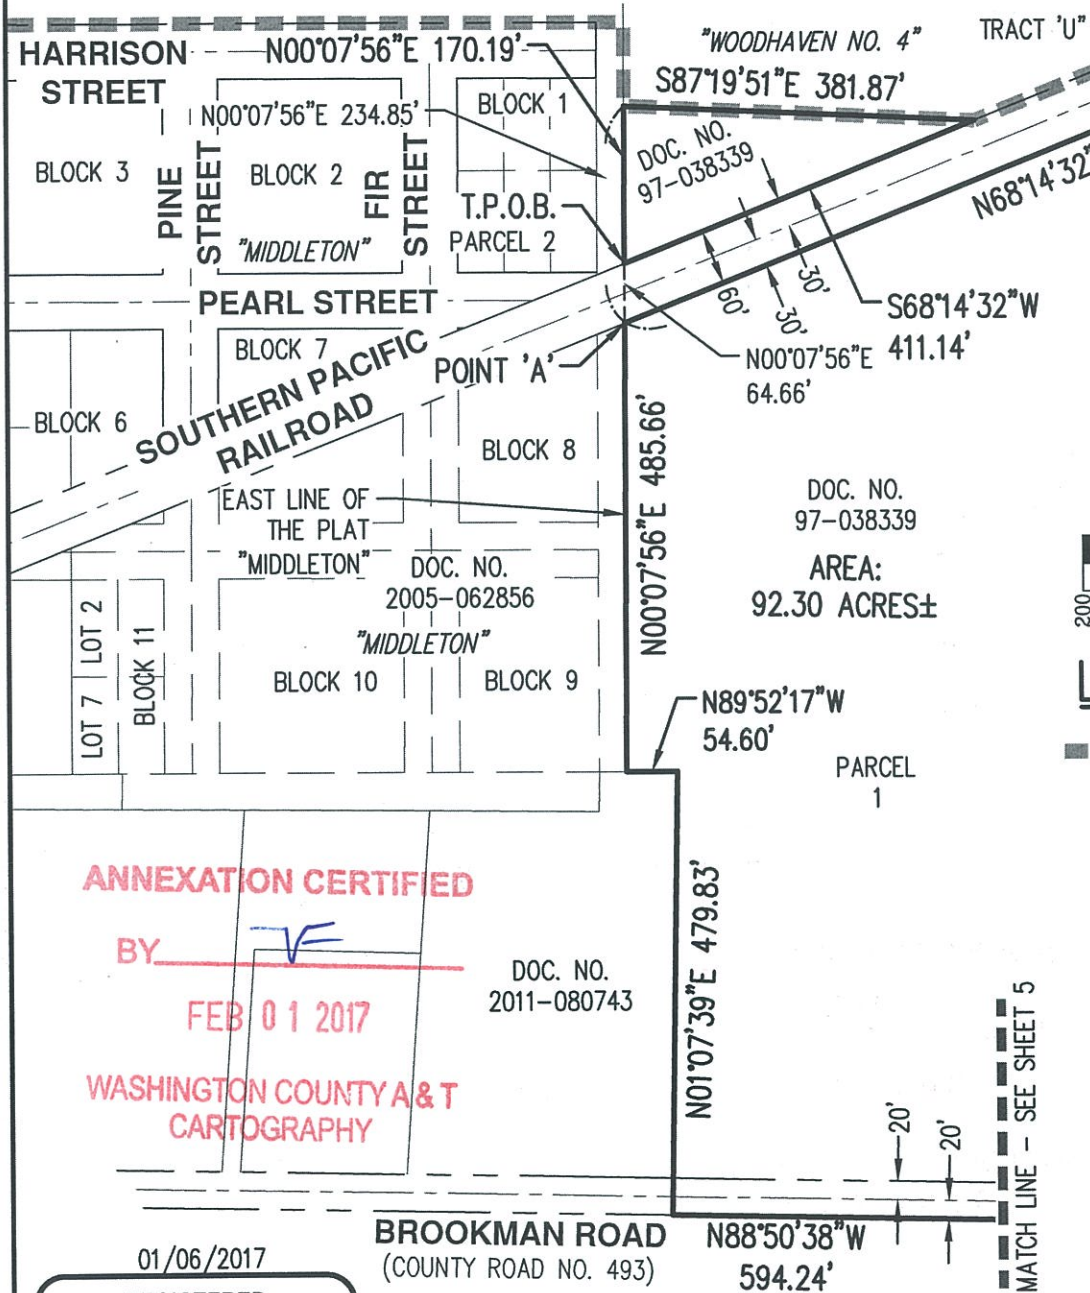 HARRISON
STREET
N00°07'56"E 170.19'
"WOODHAVEN NO. 4"
TRACT 'U'
S87°19'51"E 381.87'
N00°07'56"E 234.85'
BLOCK 1
DOC. NO.
97-038339
BLOCK 3
PINE
STREET
BLOCK 2
FIR
STREET
T.P.O.B.
N68°14'32"
"MIDDLETON"
PARCEL 2
PEARL STREET
60'
30'
30'
S68°14'32"W
411.14'
BLOCK 7
POINT 'A'
N00°07'56"E
64.66'
SOUTHERN PACIFIC
RAILROAD
BLOCK 6
BLOCK 8
N00°07'56"E 485.66'
EAST LINE OF
THE PLAT
"MIDDLETON"
DOC. NO.
97-038339
AREA:
92.30 ACRES±
DOC. NO.
2005-062856
200
LOT 2
LOT 7
BLOCK 11
"MIDDLETON"
BLOCK 10
BLOCK 9
N89°52'17"W
54.60'
PARCEL
1
ANNEXATION CERTIFIED
BY
DOC. NO.
2011-080743
FEB 01 2017
WASHINGTON COUNTY A & T
CARTOGRAPHY
N01°07'39"E 479.83'
20'
20'
MATCH LINE - SEE SHEET 5
BROOKMAN ROAD
(COUNTY ROAD NO. 493)
N88°50'38"W
594.24'
01/06/2017